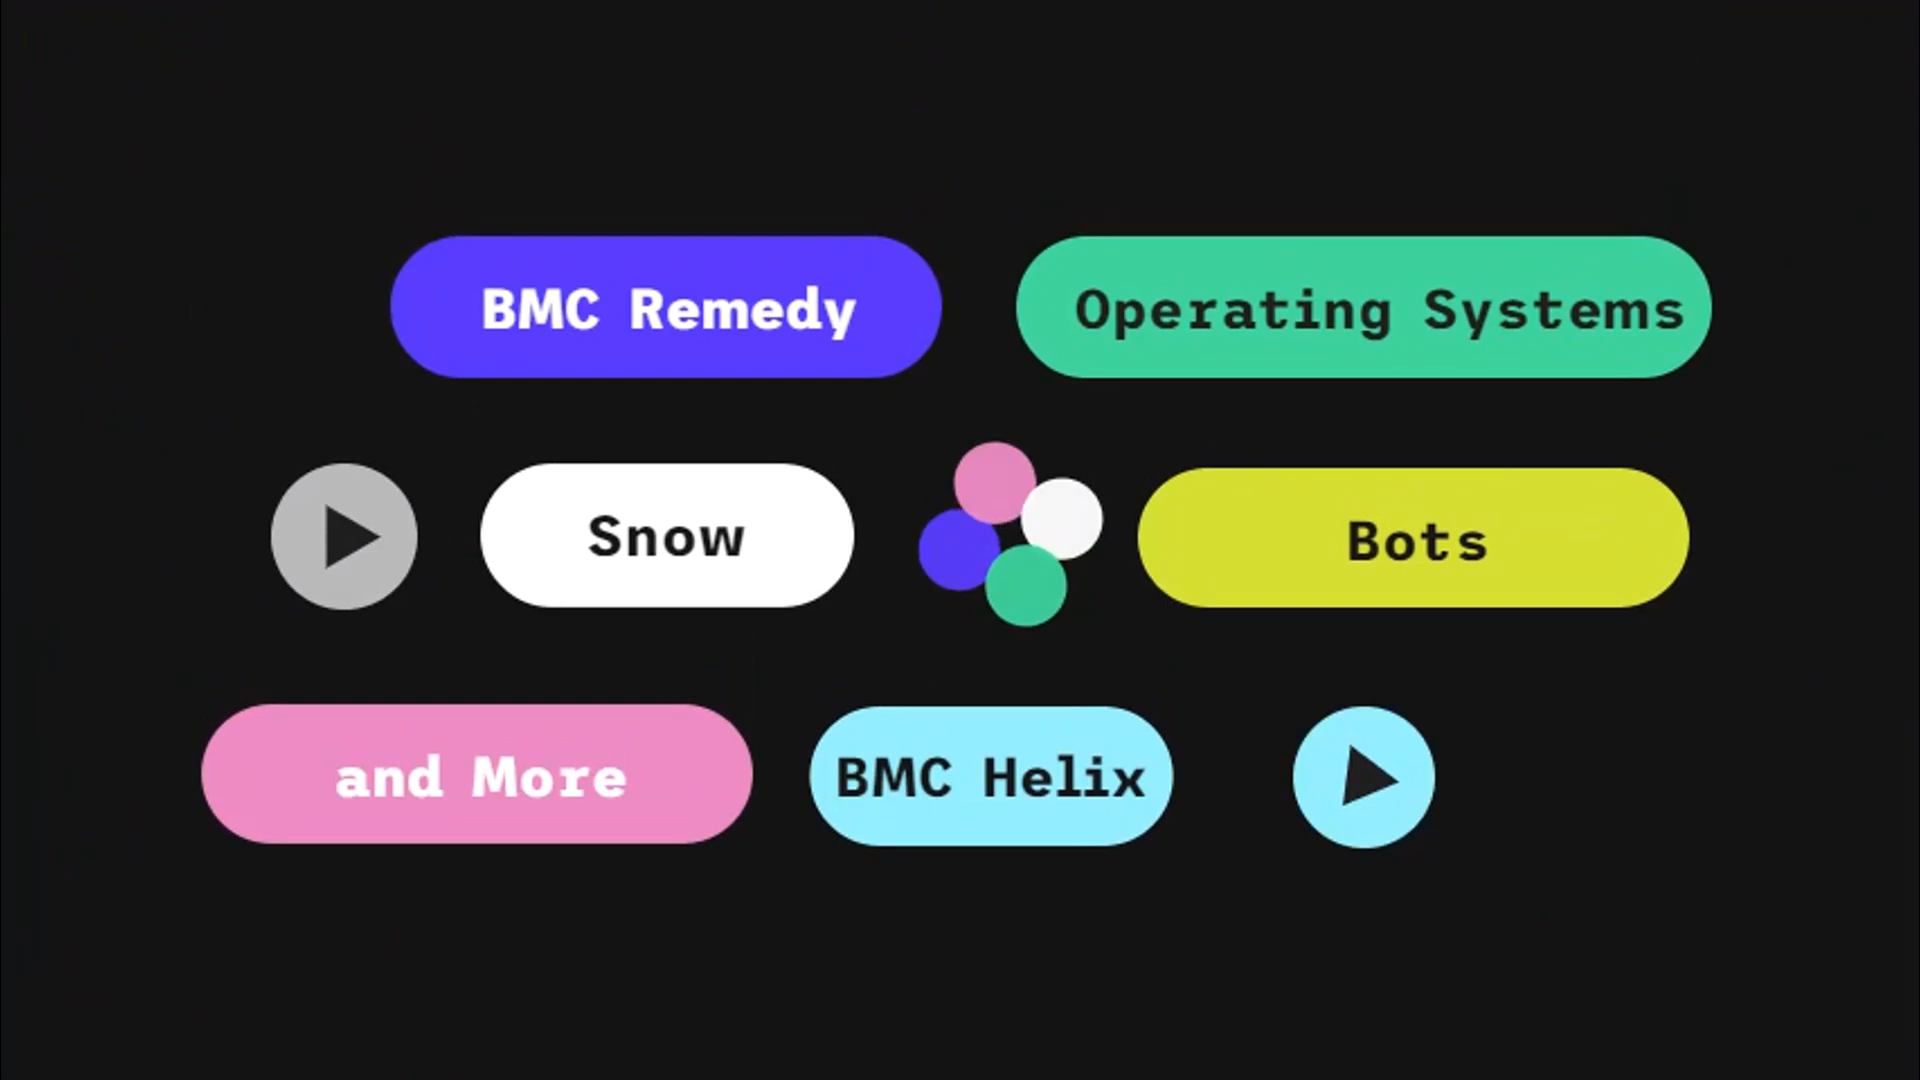 BMC Remedy
Operating Systems
Snow
Bots
and More
BMC Helix